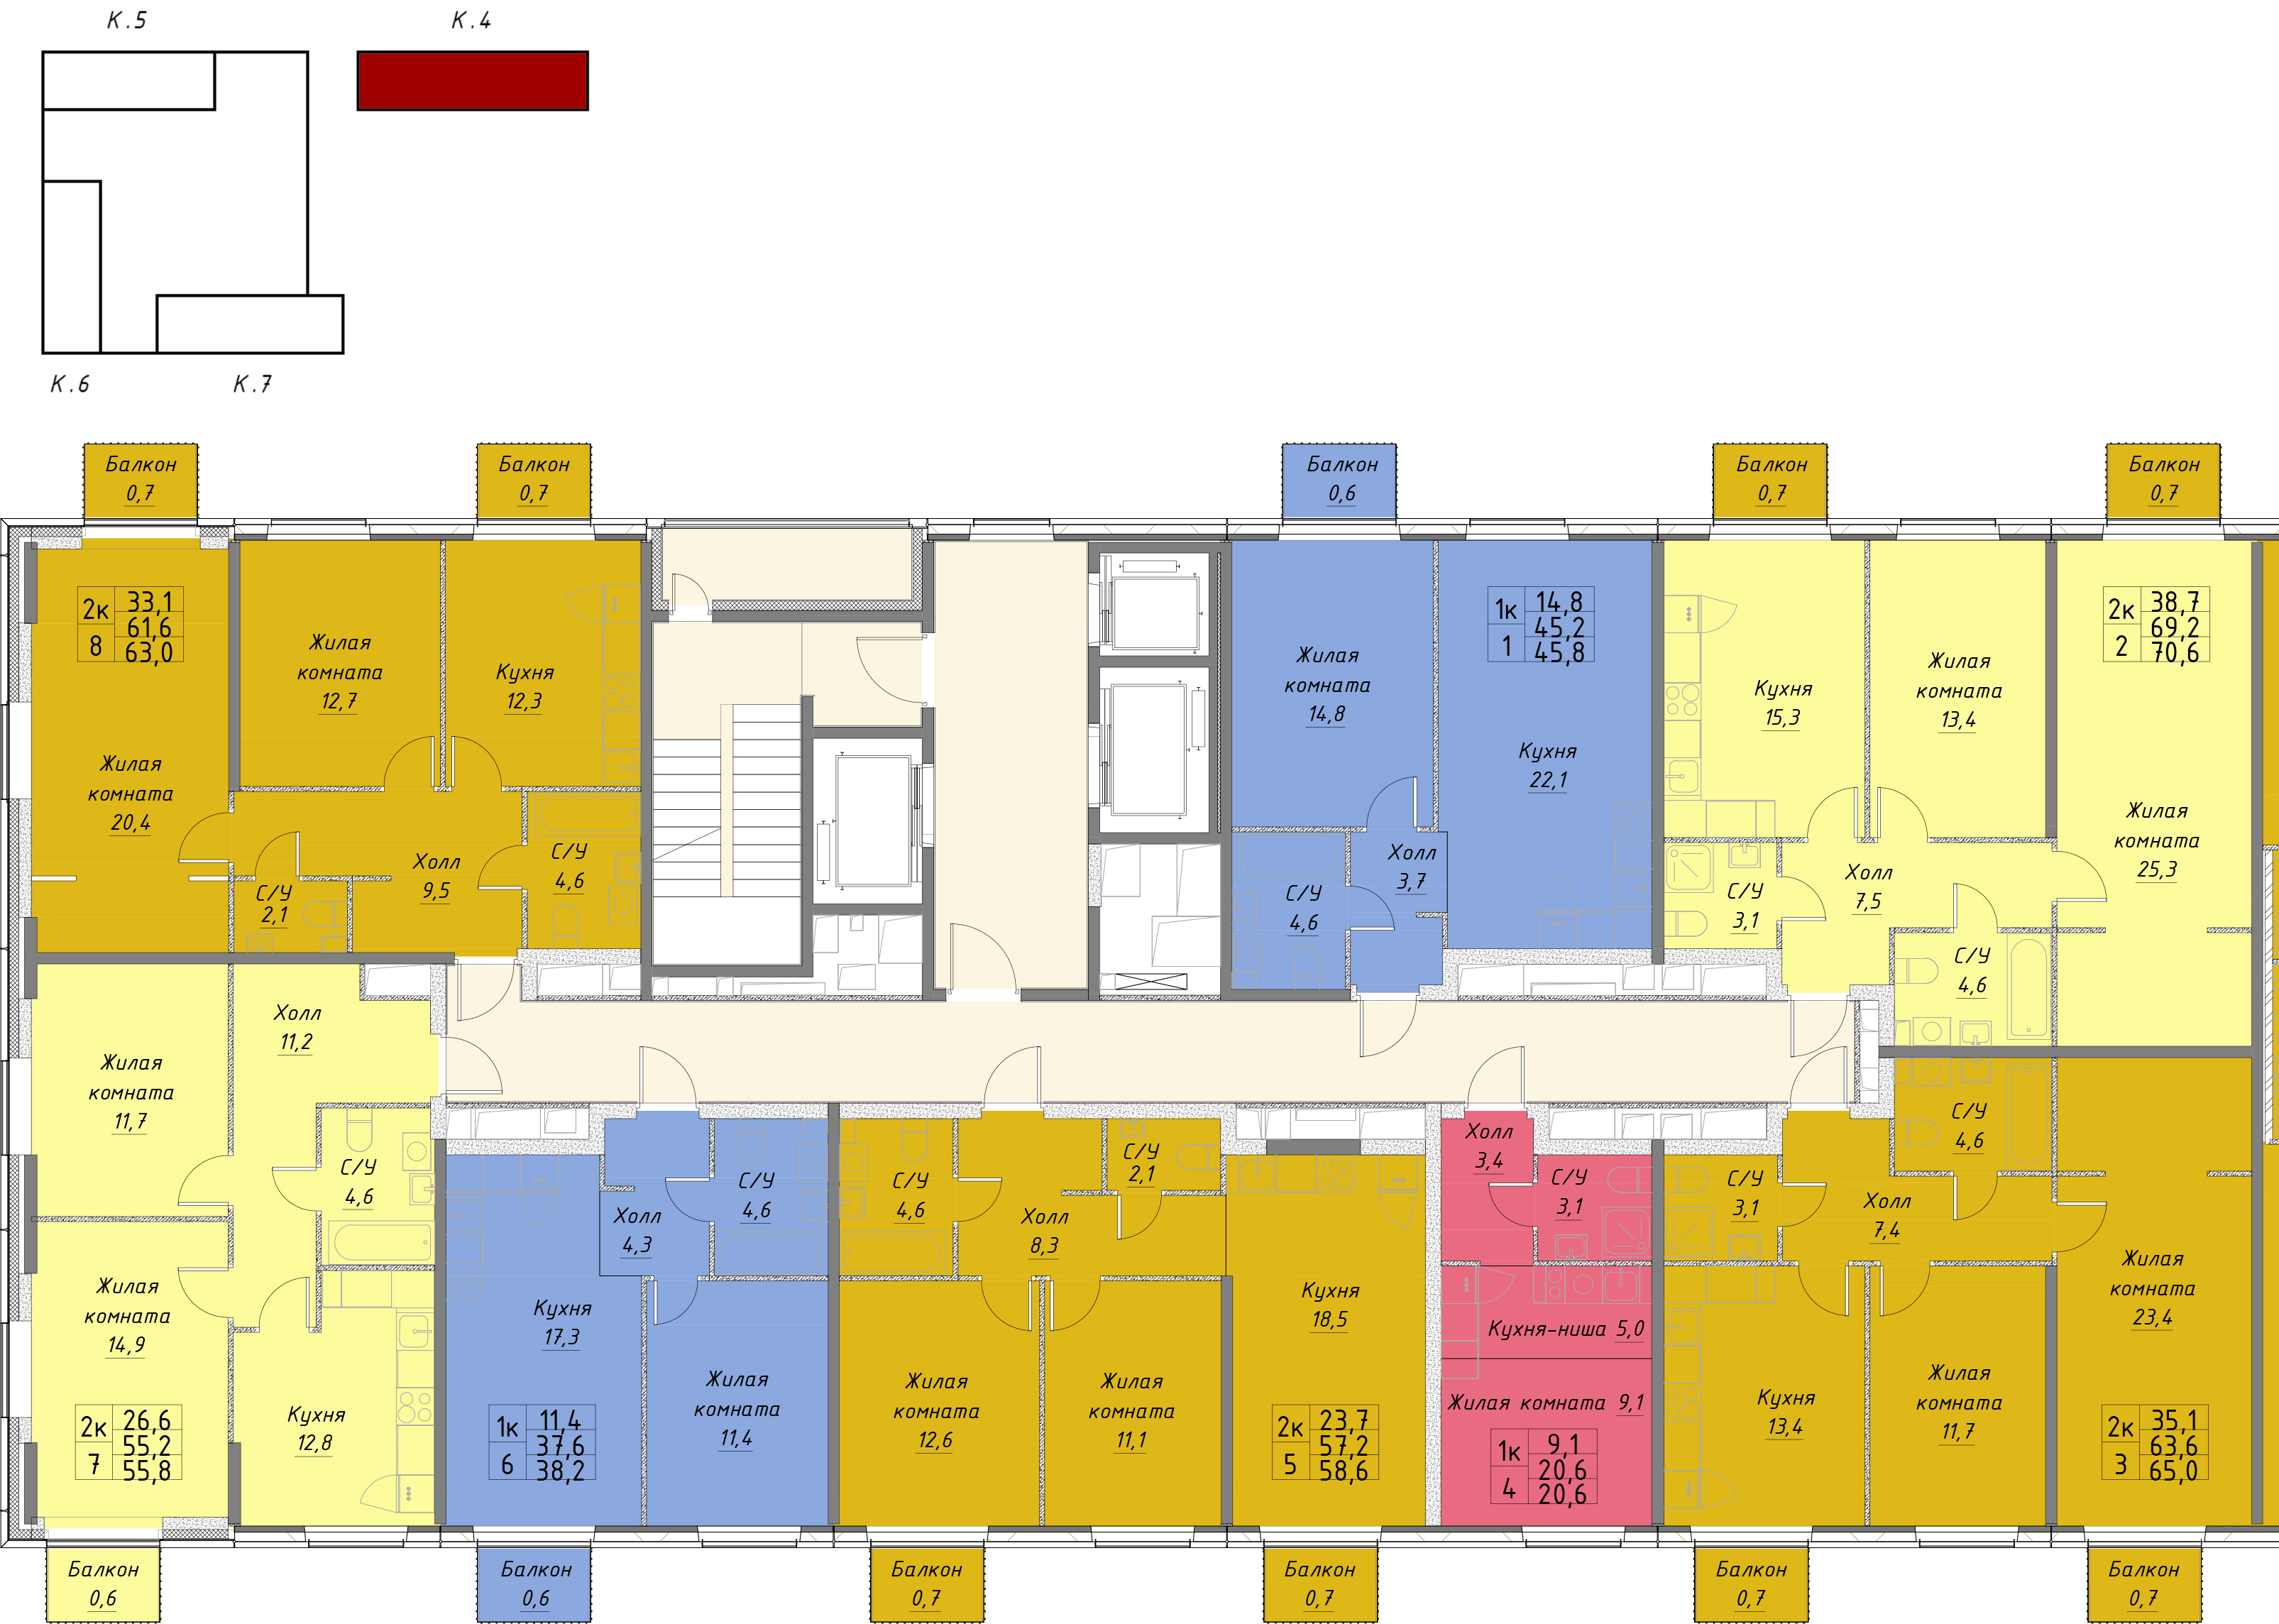 К.5
К.4
К.6
К.7
Балкон
0,7
Балкон
0,7
Балкон
0,6
Балкон
0,7
Балкон
0,7
2к 33,1
61,6
8 63,0
Жилая
комната
20,4
Жилая
комната
12,7
Кухня
12,3
Холл
9,5
С/У
2,1
С/У
4,6
1к 14,8
45,2
1 45,8
Жилая
комната
14,8
Кухня
22,1
Холл
3,7
С/У
4,6
2к 38,7
69,2
2 70,6
Кухня
15,3
Жилая
комната
13,4
Жилая
комната
25,3
Холл
7,5
С/У
3,1
С/У
4,6
Холл
11,2
Жилая
комната
11,7
С/У
4,6
Жилая
комната
14,9
Кухня
12,8
2к 26,6
55,2
7 55,8
Холл
4,3
С/У
4,6
Кухня
17,3
Жилая
комната
11,4
1к 11,4
37,6
6 38,2
С/У
4,6
Холл
8,3
С/У
2,1
Кухня
18,5
Жилая
комната
12,6
Жилая
комната
11,1
2к 23,7
57,2
5 58,6
Холл
3,4
С/У
3,1
Кухня-ниша 5,0
Жилая комната 9,1
1к 9,1
20,6
4 20,6
С/У
3,1
С/У
4,6
Холл
7,4
Жилая
комната
23,4
Кухня
13,4
Жилая
комната
11,7
2к 35,1
63,6
3 65,0
Балкон
0,6
Балкон
0,6
Балкон
0,7
Балкон
0,7
Балкон
0,7
Балкон
0,7